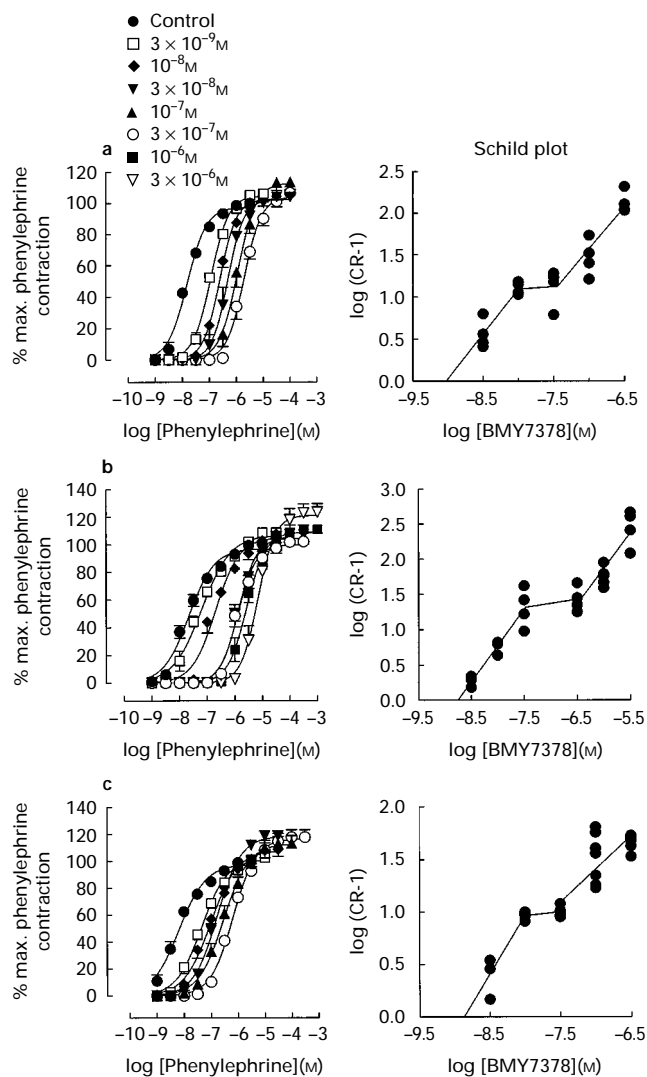 Control
3 × 10⁻⁹M
10⁻⁸M
3 × 10⁻⁸M
10⁻⁷M
3 × 10⁻⁷M
10⁻⁶M
3 × 10⁻⁶M
a
% max. phenylephrine
contraction
120
100
80
60
40
20
0
−10 −9 −8 −7 −6 −5 −4 −3
log [Phenylephrine](M)
Schild plot
log (CR-1)
2.5
2.0
1.5
1.0
0.5
0.0
−9.5 −8.5 −7.5 −6.5
log [BMY7378](M)
b
% max. phenylephrine
contraction
140
120
100
80
60
40
20
0
−10 −9 −8 −7 −6 −5 −4 −3
log [Phenylephrine](M)
log (CR-1)
3.0
2.5
2.0
1.5
1.0
0.5
0.0
−9.5 −8.5 −7.5 −6.5 −5.5
log [BMY7378](M)
c
% max. phenylephrine
contraction
140
120
100
80
60
40
20
0
−10 −9 −8 −7 −6 −5 −4 −3
log [Phenylephrine](M)
log (CR-1)
2.0
1.5
1.0
0.5
0.0
−9.5 −8.5 −7.5 −6.5
log [BMY7378](M)